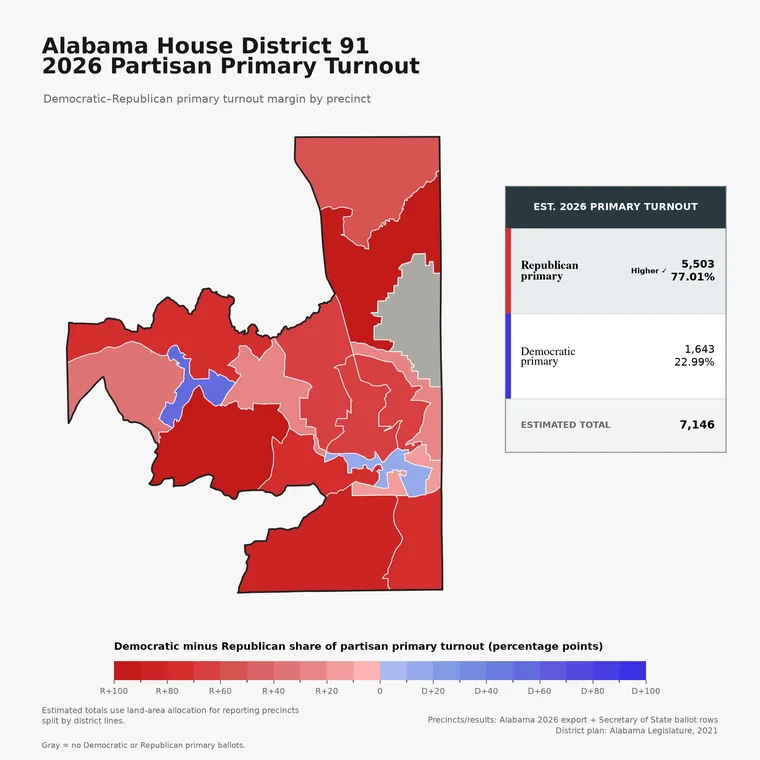 Alabama House District 91
2026 Partisan Primary Turnout
Democratic–Republican primary turnout margin by precinct
EST. 2026 PRIMARY TURNOUT
Republican
primary
Higher ✓
5,503
77.01%
Democratic
primary
1,643
22.99%
ESTIMATED TOTAL
7,146
Democratic minus Republican share of partisan primary turnout (percentage points)
R+100 R+80 R+60 R+40 R+20 0 D+20 D+40 D+60 D+80 D+100
Estimated totals use land-area allocation for reporting precincts
split by district lines.
Gray = no Democratic or Republican primary ballots.
Precincts/results: Alabama 2026 export + Secretary of State ballot rows
District plan: Alabama Legislature, 2021